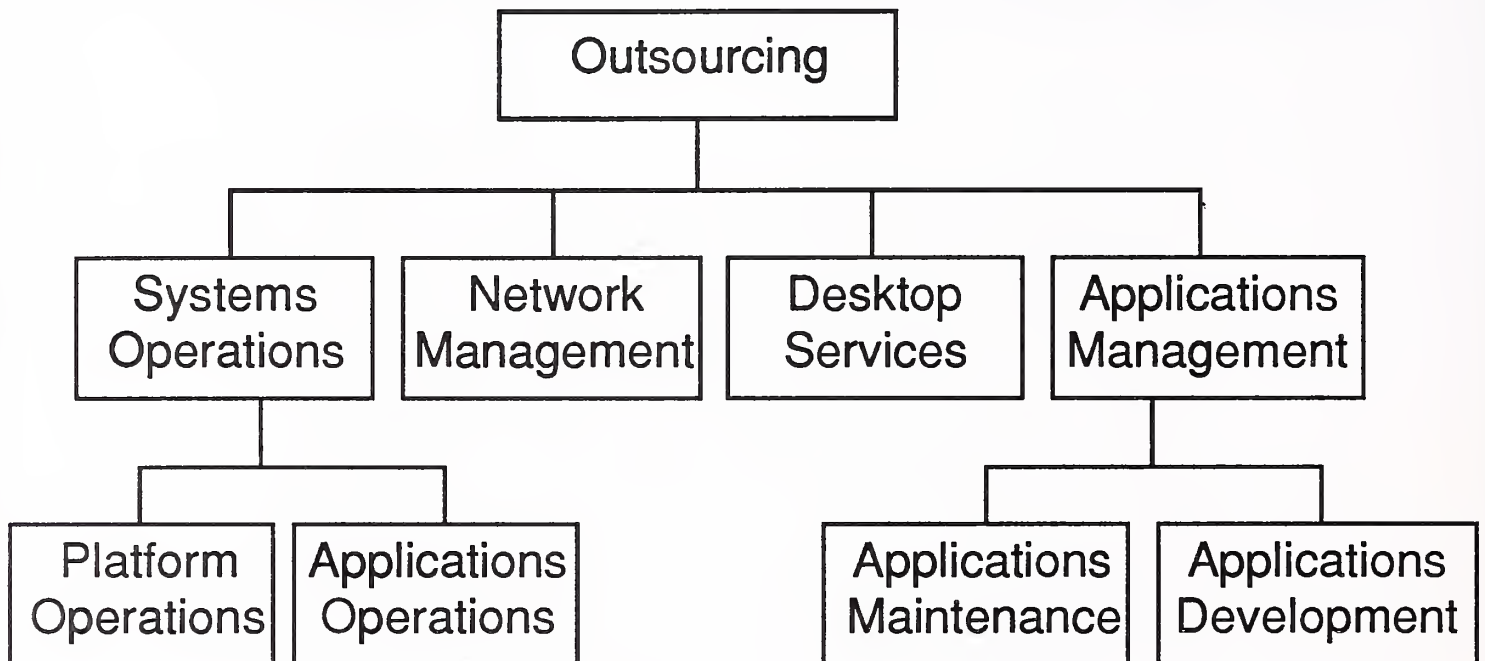 Outsourcing
Systems
Operations
Network
Management
Desktop
Services
Applications
Management
Platform
Operations
Applications
Operations
Applications
Maintenance
Applications
Development